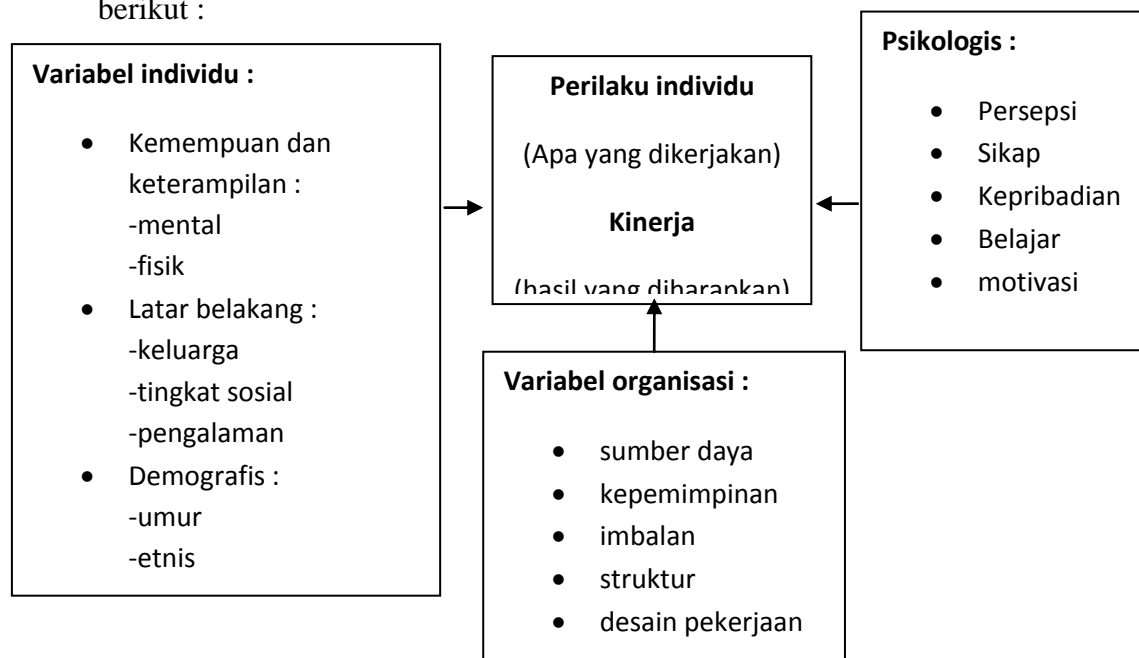 berikut :
Variabel individu :
• Kemempuan dan
keterampilan :
-mental
-fisik
• Latar belakang :
-keluarga
-tingkat sosial
-pengalaman
• Demografis :
-umur
-etnis
Perilaku individu
(Apa yang dikerjakan)
Kinerja
(hasil yang diharapkan)
Psikologis :
• Persepsi
• Sikap
• Kepribadian
• Belajar
• motivasi
Variabel organisasi :
• sumber daya
• kepemimpinan
• imbalan
• struktur
• desain pekerjaan